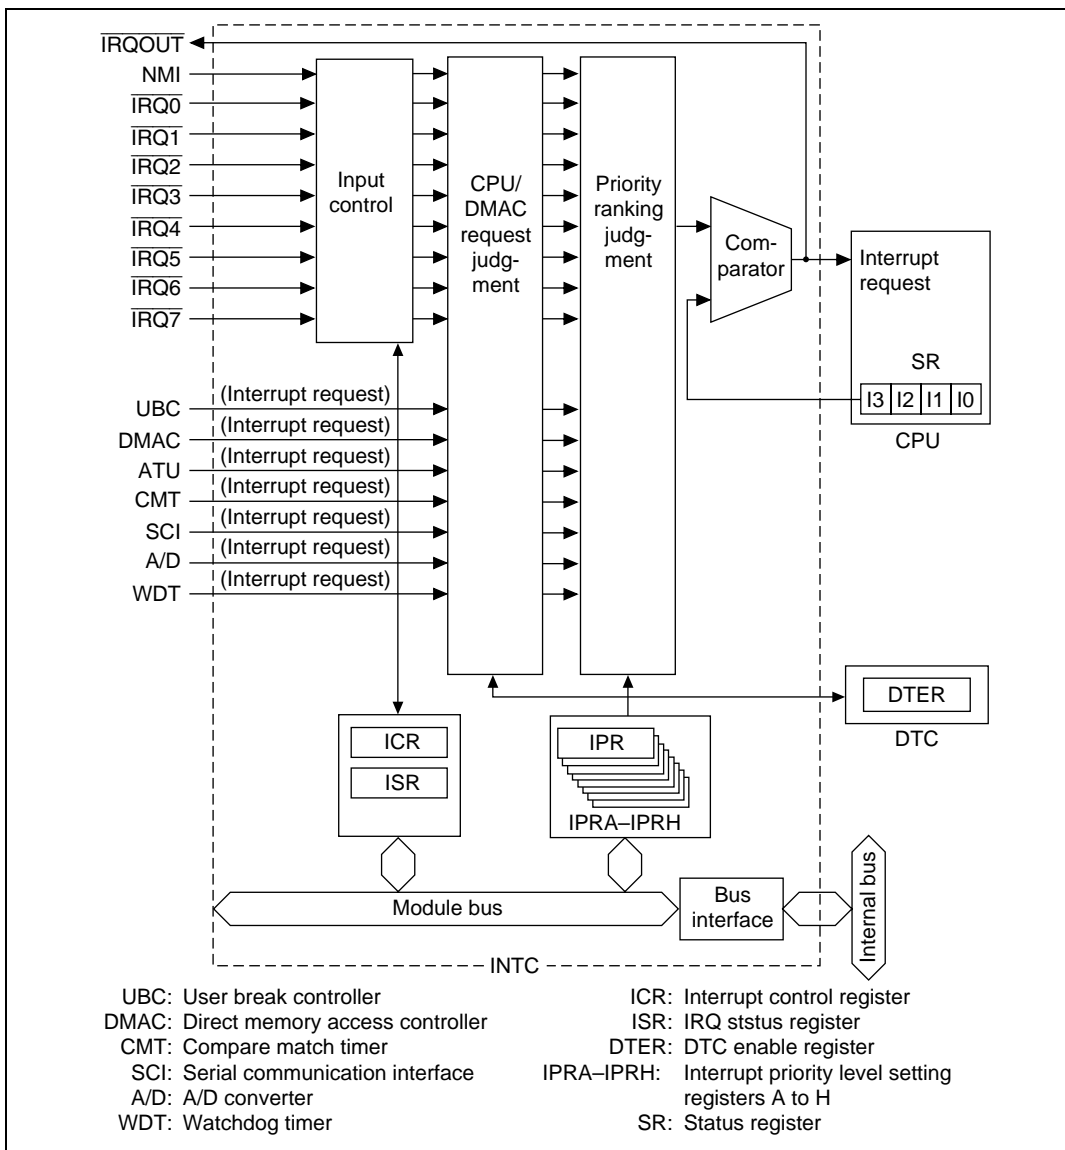 IRQOUT
NMI
IRQ0
IRQ1
IRQ2
IRQ3
IRQ4
IRQ5
IRQ6
IRQ7
Input
control
CPU/
DMAC
request
judg-
ment
Priority
ranking
judg-
ment
Com-
parator
Interrupt
request
SR
I3 I2 I1 I0
CPU
UBC (Interrupt request)
DMAC (Interrupt request)
ATU (Interrupt request)
CMT (Interrupt request)
SCI (Interrupt request)
A/D (Interrupt request)
WDT (Interrupt request)
DTER
DTC
ICR
ISR
IPR
IPRA–IPRH
Module bus
Bus
interface
Internal bus
INTC
UBC: User break controller
DMAC: Direct memory access controller
CMT: Compare match timer
SCI: Serial communication interface
A/D: A/D converter
WDT: Watchdog timer
ICR: Interrupt control register
ISR: IRQ ststus register
DTER: DTC enable register
IPRA–IPRH: Interrupt priority level setting
registers A to H
SR: Status register